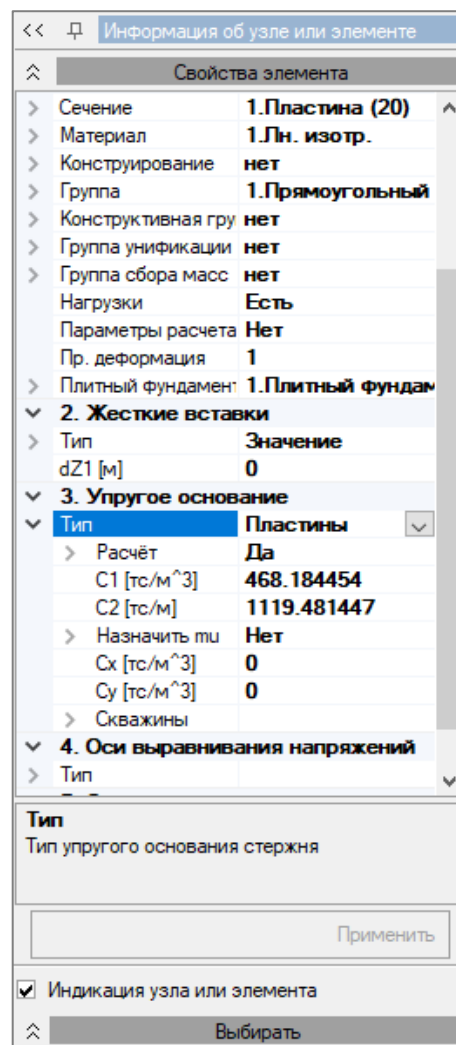 << Информация об узле или элементе
Свойства элемента
Сечение 1.Пластина (20)
Материал 1.Лн. изотр.
Конструирование нет
Группа 1.Прямоугольный
Конструктивная гру нет
Группа унификации нет
Группа сбора масс нет
Нагрузки Есть
Параметры расчета Нет
Пр. деформация 1
Плитный фундамент 1.Плитный фундам
2. Жесткие вставки
Тип Значение
dZ1 [м] 0
3. Упругое основание
Тип Пластины
Расчёт Да
C1 [тс/м^3] 468.184454
C2 [тс/м] 1119.481447
Назначить mu Нет
Cx [тс/м^3] 0
Cy [тс/м^3] 0
Скважины
4. Оси выравнивания напряжений
Тип
Тип
Тип упругого основания стержня
Применить
Индикация узла или элемента
Выбирать